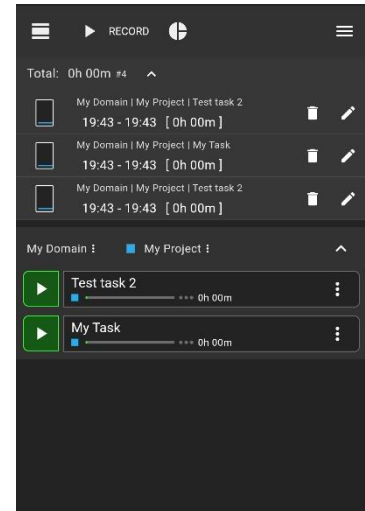 RECORD
Total: 0h 00m #4
My Domain | My Project | Test task 2
19:43 - 19:43 [ 0h 00m ]
My Domain | My Project | My Task
19:43 - 19:43 [ 0h 00m ]
My Domain | My Project | Test task 2
19:43 - 19:43 [ 0h 00m ]
My Domain My Project
Test task 2
0h 00m
My Task
0h 00m